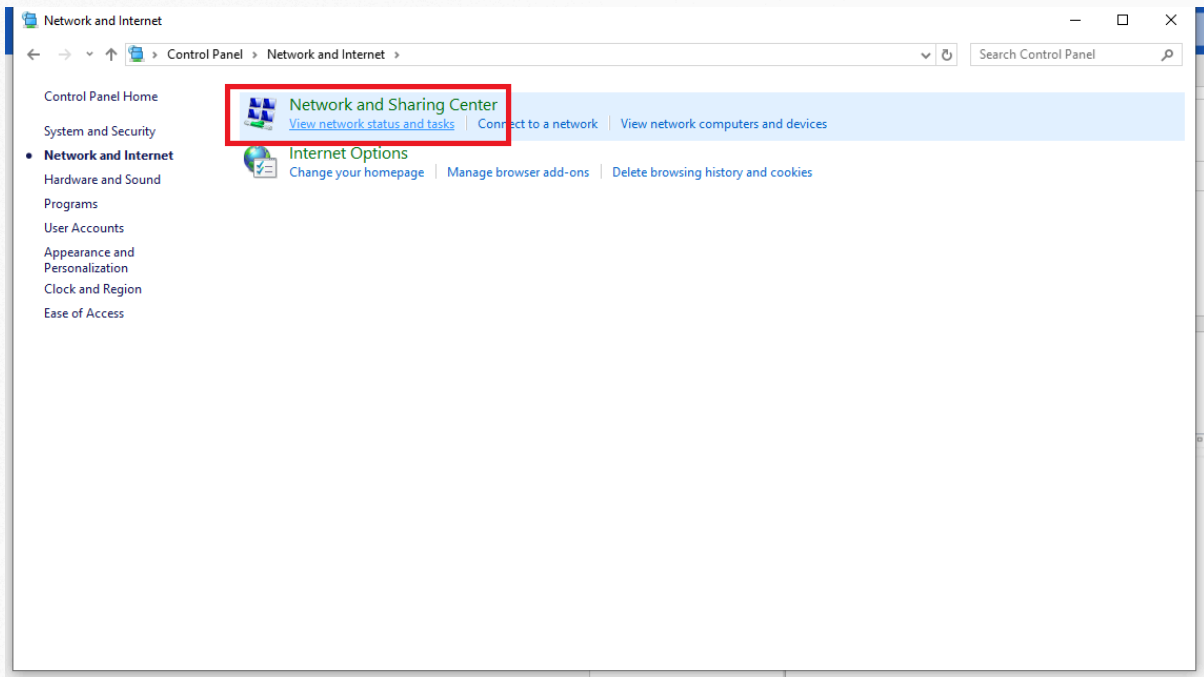 Network and Internet
Control Panel > Network and Internet >
Search Control Panel
Control Panel Home
System and Security
Network and Internet
Hardware and Sound
Programs
User Accounts
Appearance and
Personalization
Clock and Region
Ease of Access
Network and Sharing Center
View network status and tasks | Connect to a network | View network computers and devices
Internet Options
Change your homepage | Manage browser add-ons | Delete browsing history and cookies